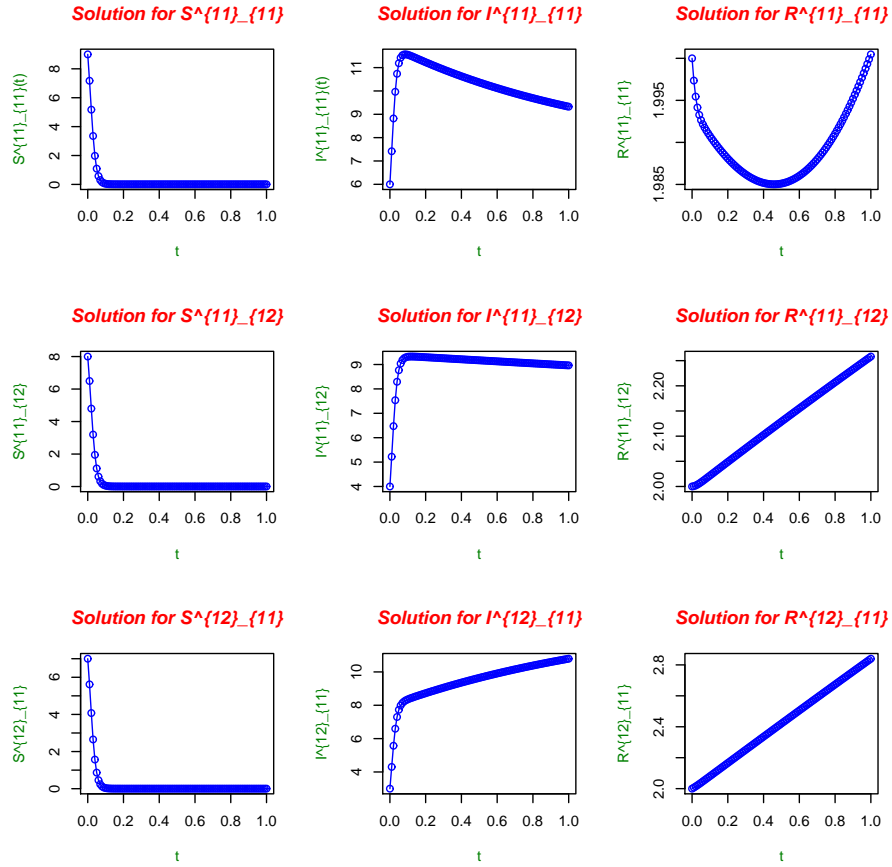 Solution for S^{11}_{11}
S^{11}_{11}(t)
0 2 4 6 8
0.0 0.2 0.4 0.6 0.8 1.0
t
Solution for I^{11}_{11}
I^{11}_{11}(t)
6 7 9 11
0.0 0.2 0.4 0.6 0.8 1.0
t
Solution for R^{11}_{11}
R^{11}_{11}
1.985 1.995
0.0 0.2 0.4 0.6 0.8 1.0
t
Solution for S^{11}_{12}
S^{11}_{12}
0 2 4 6 8
0.0 0.2 0.4 0.6 0.8 1.0
t
Solution for I^{11}_{12}
I^{11}_{12}
4 5 6 7 8 9
0.0 0.2 0.4 0.6 0.8 1.0
t
Solution for R^{11}_{12}
R^{11}_{12}
2.00 2.10 2.20
0.0 0.2 0.4 0.6 0.8 1.0
t
Solution for S^{12}_{11}
S^{12}_{11}
0 2 4 6
0.0 0.2 0.4 0.6 0.8 1.0
t
Solution for I^{12}_{11}
I^{12}_{11}
4 6 8 10
0.0 0.2 0.4 0.6 0.8 1.0
t
Solution for R^{12}_{11}
R^{12}_{11}
2.0 2.4 2.8
0.0 0.2 0.4 0.6 0.8 1.0
t